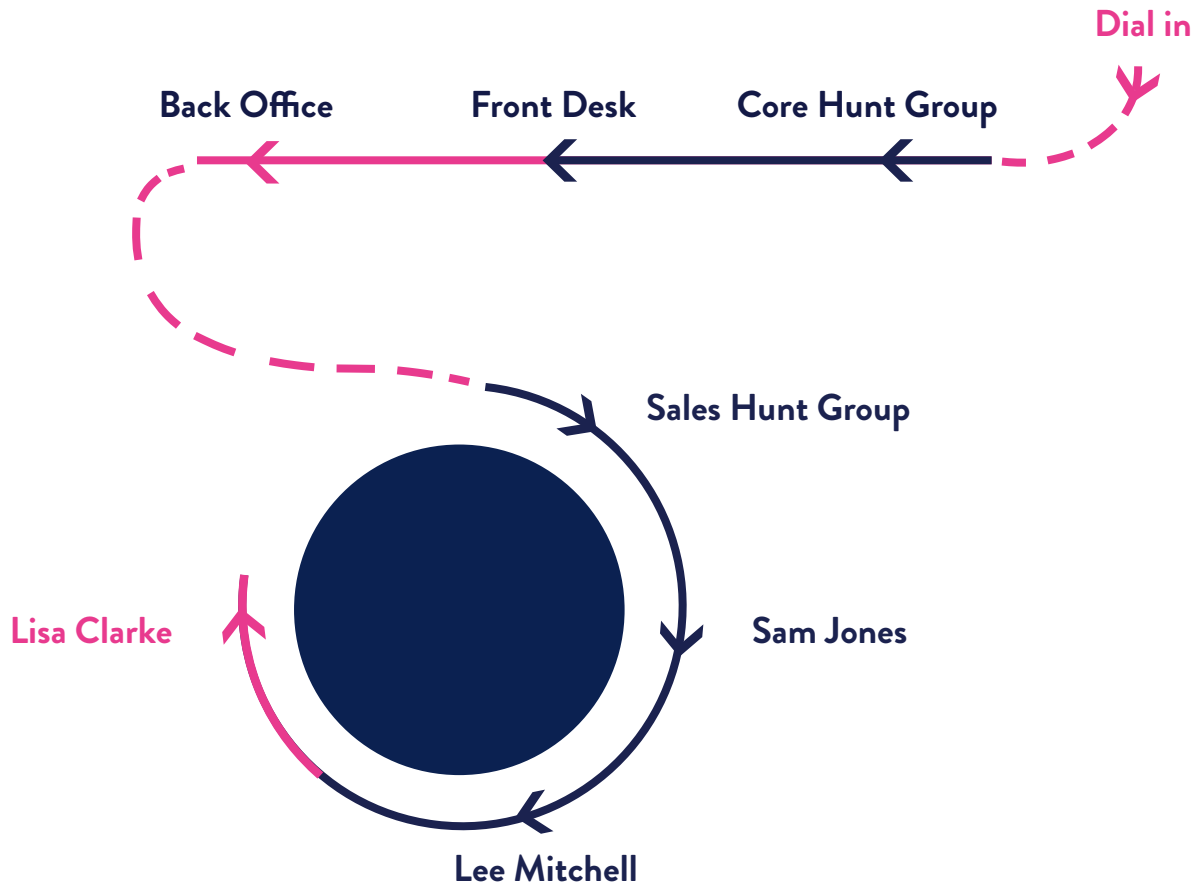 Dial in
Back Office
Front Desk
Core Hunt Group
Sales Hunt Group
Lisa Clarke
Sam Jones
Lee Mitchell